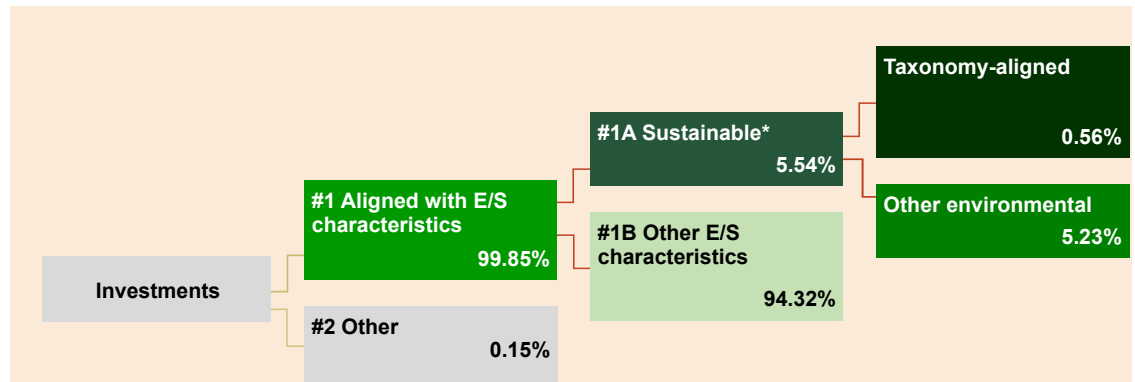 Investments
#1 Aligned with E/S
characteristics
99.85%
#2 Other
0.15%
#1A Sustainable*
5.54%
#1B Other E/S
characteristics
94.32%
Taxonomy-aligned
0.56%
Other environmental
5.23%